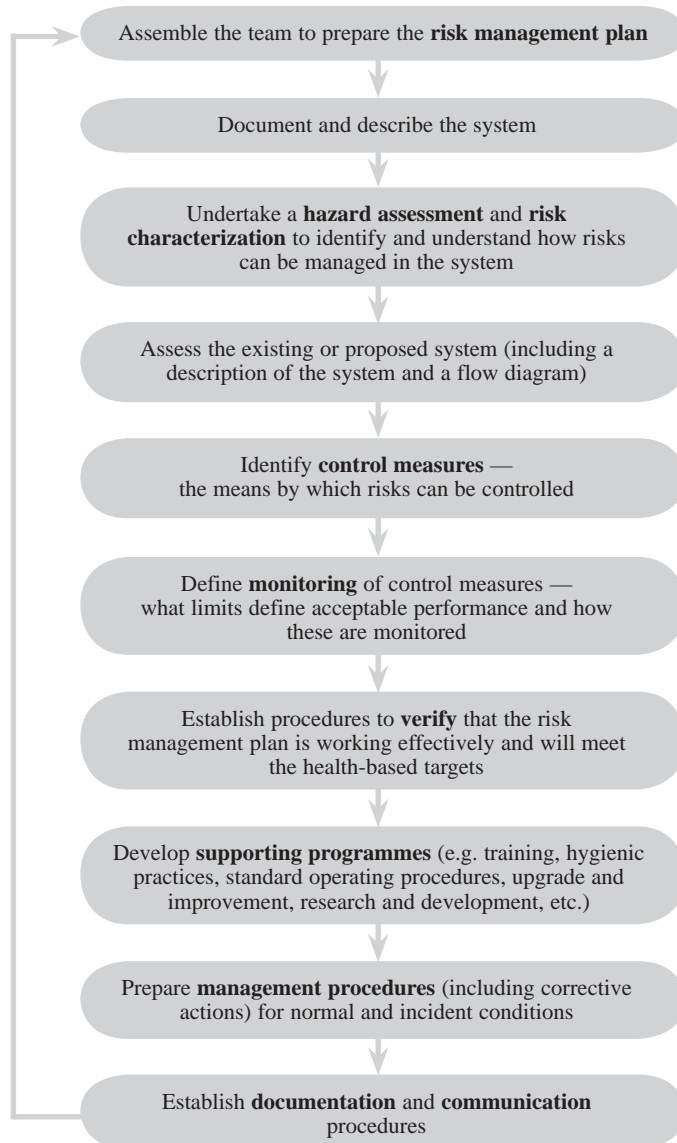 Assemble the team to prepare the risk management plan
Document and describe the system
Undertake a hazard assessment and risk
characterization to identify and understand how risks
can be managed in the system
Assess the existing or proposed system (including a
description of the system and a flow diagram)
Identify control measures —
the means by which risks can be controlled
Define monitoring of control measures —
what limits define acceptable performance and how
these are monitored
Establish procedures to verify that the risk
management plan is working effectively and will meet
the health-based targets
Develop supporting programmes (e.g. training, hygienic
practices, standard operating procedures, upgrade and
improvement, research and development, etc.)
Prepare management procedures (including corrective
actions) for normal and incident conditions
Establish documentation and communication
procedures